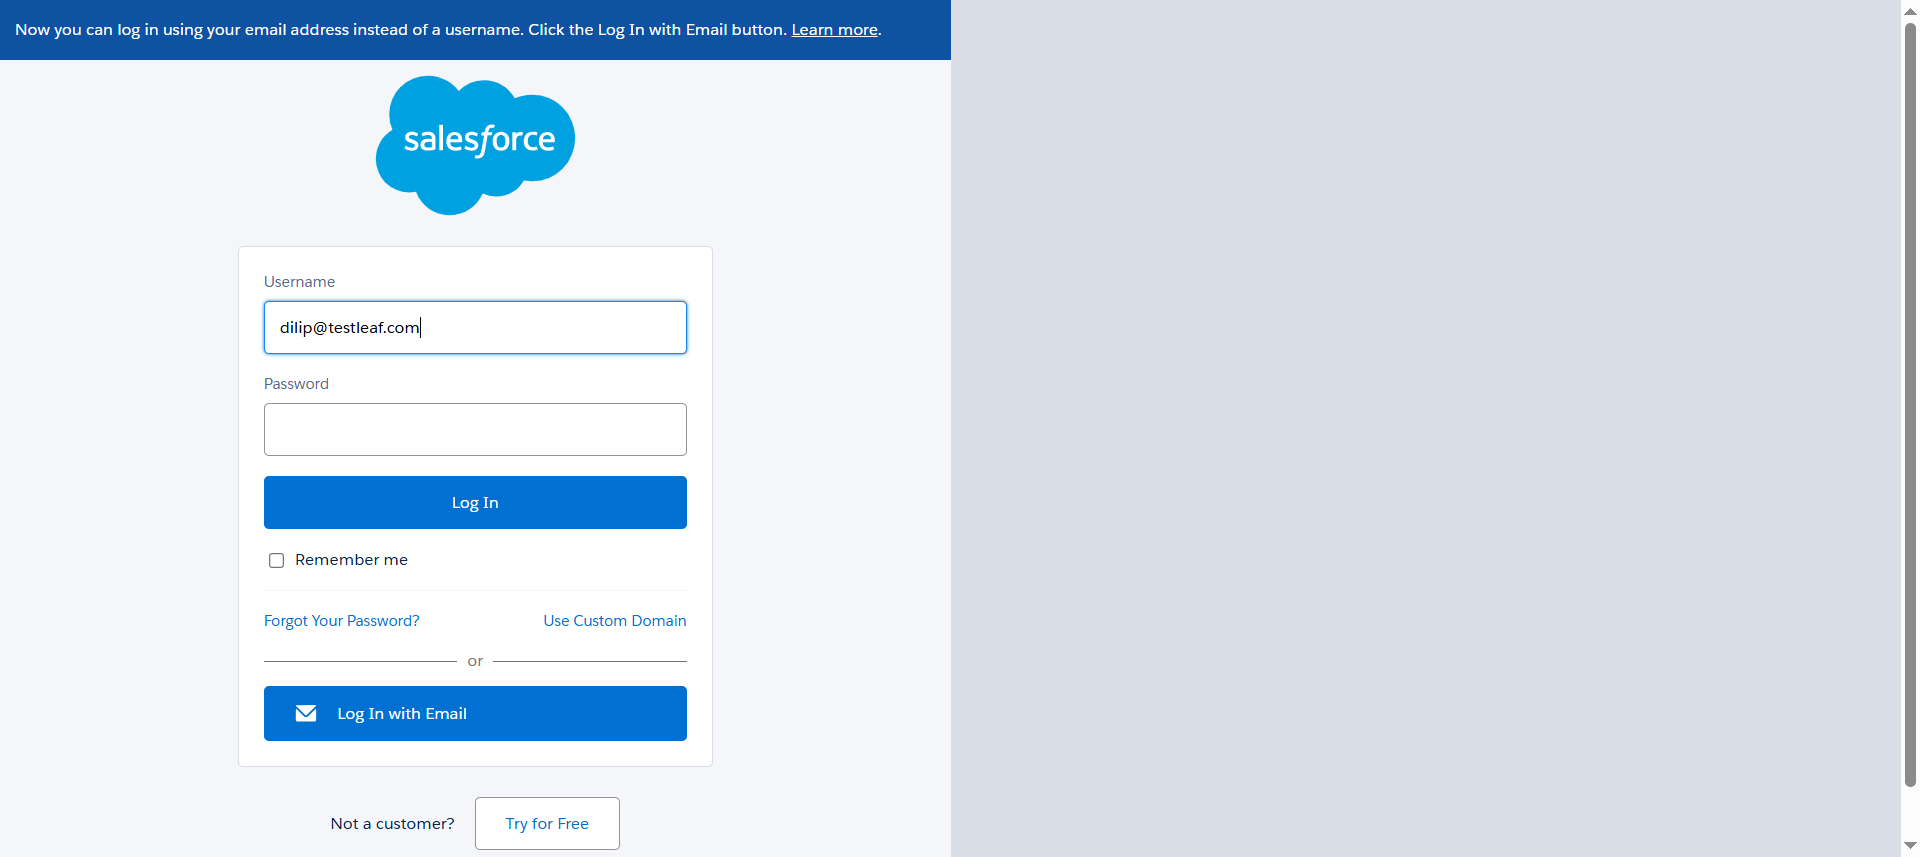 Now you can log in using your email address instead of a username. Click the Log In with Email button. Learn more.
salesforce
Username
dilip@testleaf.com
Password
Log In
Remember me
Forgot Your Password? Use Custom Domain
or
Log In with Email
Not a customer? Try for Free